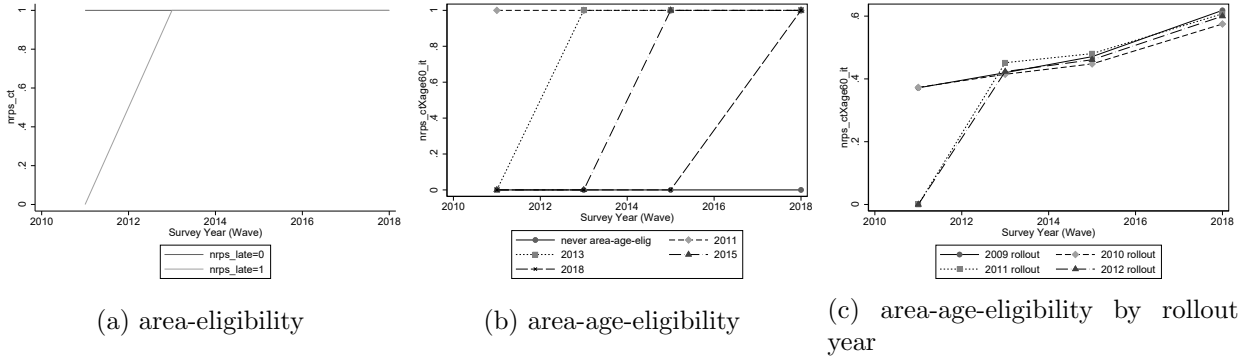 nrps_ct
1
.8
.6
.4
.2
0
2010 2012 2014 2016 2018
Survey Year (Wave)
nrps_late=0
nrps_late=1
(a) area-eligibility
nrps_ctXage60_it
1
.8
.6
.4
.2
0
2010 2012 2014 2016 2018
Survey Year (Wave)
never area-age-elig 2011
2013 2015
2018
(b) area-age-eligibility
nrps_ctXage60_it
.6
.4
.2
0
2010 2012 2014 2016 2018
Survey Year (Wave)
2009 rollout 2010 rollout
2011 rollout 2012 rollout
(c) area-age-eligibility by rollout
year